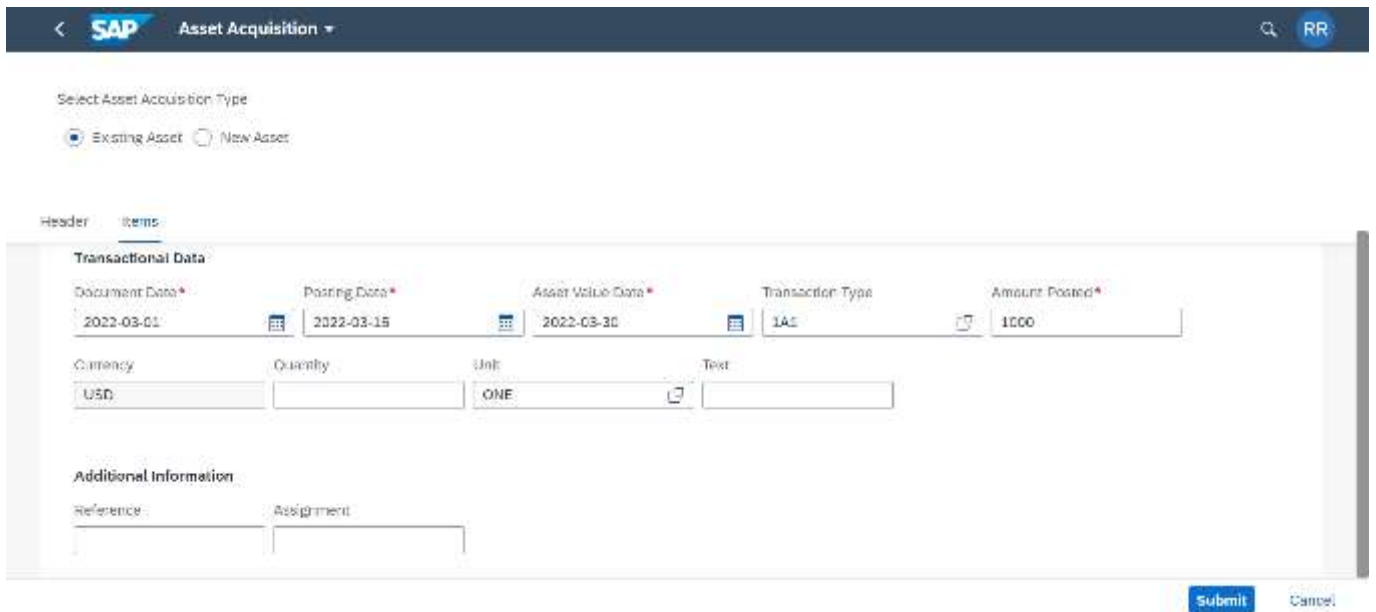 SAP Asset Acquisition RR
Select Asset Acquisition Type
Existing Asset New Asset
Header Items
Transactional Data
Document Date* Posting Date* Asset Value Date* Transaction Type Amount Posted*
2022-03-01 2022-03-15 2022-03-30 1A1 1000
Currency Quantity Unit Text
USD ONE
Additional Information
Reference Assignment
Submit Cancel